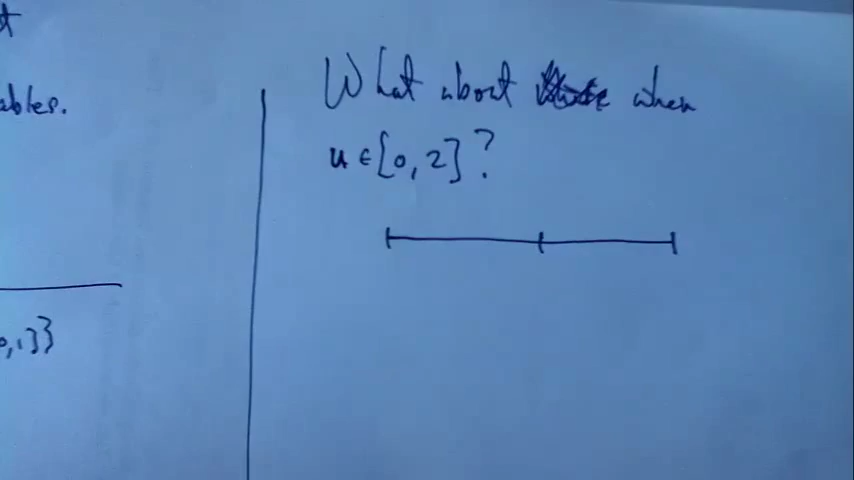 What about when
ables.
u ∈ [0, 2] ?
0,1]}